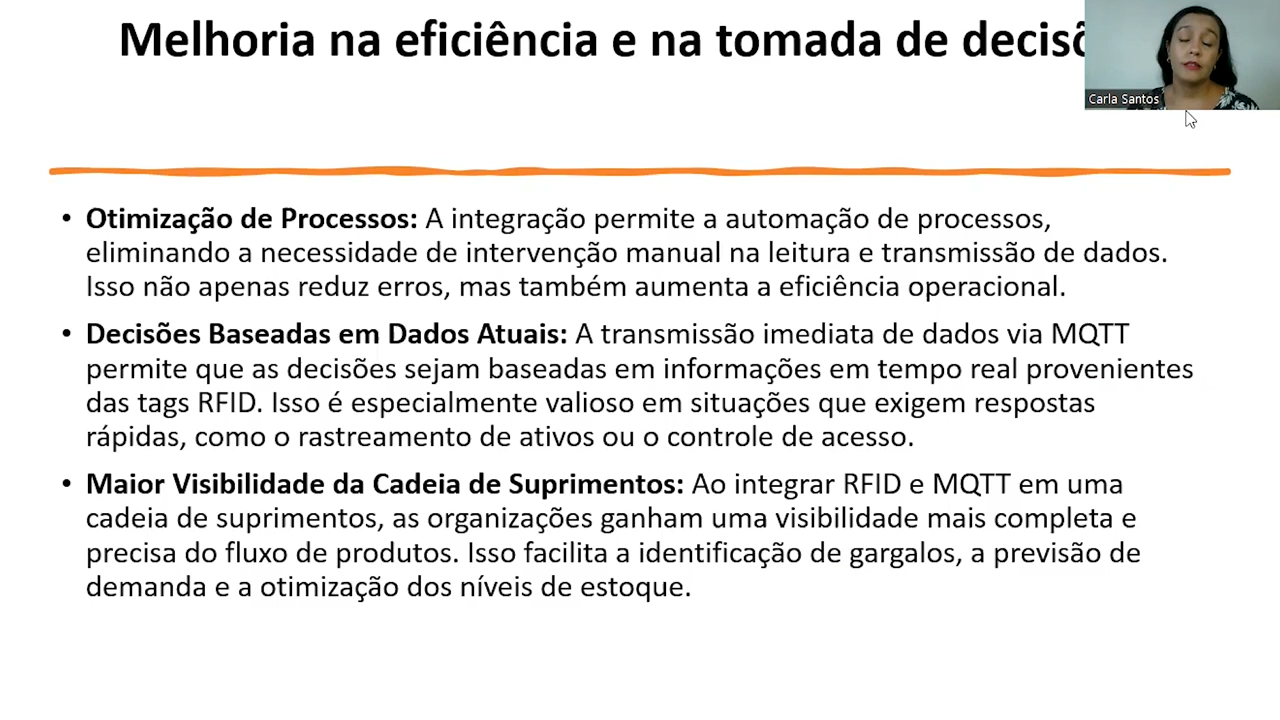 Melhoria na eficiência e na tomada de
Carla Santos
• Otimização de Processos: A integração permite a automação de processos,
eliminando a necessidade de intervenção manual na leitura e transmissão de dados.
Isso não apenas reduz erros, mas também aumenta a eficiência operacional.
• Decisões Baseadas em Dados Atuais: A transmissão imediata de dados via MQTT
permite que as decisões sejam baseadas em informações em tempo real provenientes
das tags RFID. Isso é especialmente valioso em situações que exigem respostas
rápidas, como o rastreamento de ativos ou o controle de acesso.
• Maior Visibilidade da Cadeia de Suprimentos: Ao integrar RFID e MQTT em uma
cadeia de suprimentos, as organizações ganham uma visibilidade mais completa e
precisa do fluxo de produtos. Isso facilita a identificação de gargalos, a previsão de
demanda e a otimização dos níveis de estoque.